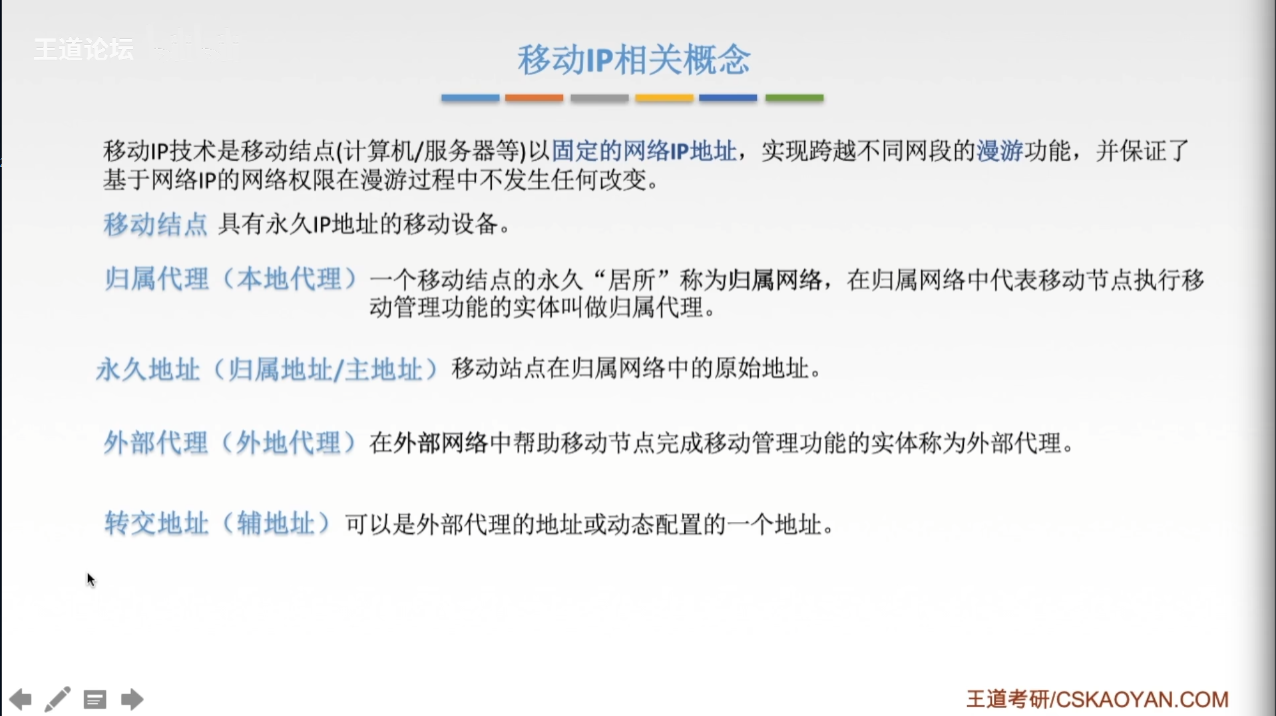 王道论坛
移动IP相关概念
移动IP技术是移动结点(计算机/服务器等)以固定的网络IP地址，实现跨越不同网段的漫游功能，并保证了
基于网络IP的网络权限在漫游过程中不发生任何改变。
移动结点 具有永久IP地址的移动设备。
归属代理（本地代理）一个移动结点的永久“居所”称为归属网络，在归属网络中代表移动节点执行移
动管理功能的实体叫做归属代理。
永久地址（归属地址/主地址）移动站点在归属网络中的原始地址。
外部代理（外地代理）在外部网络中帮助移动节点完成移动管理功能的实体称为外部代理。
转交地址（辅地址）可以是外部代理的地址或动态配置的一个地址。
王道考研/CSKAOYAN.COM